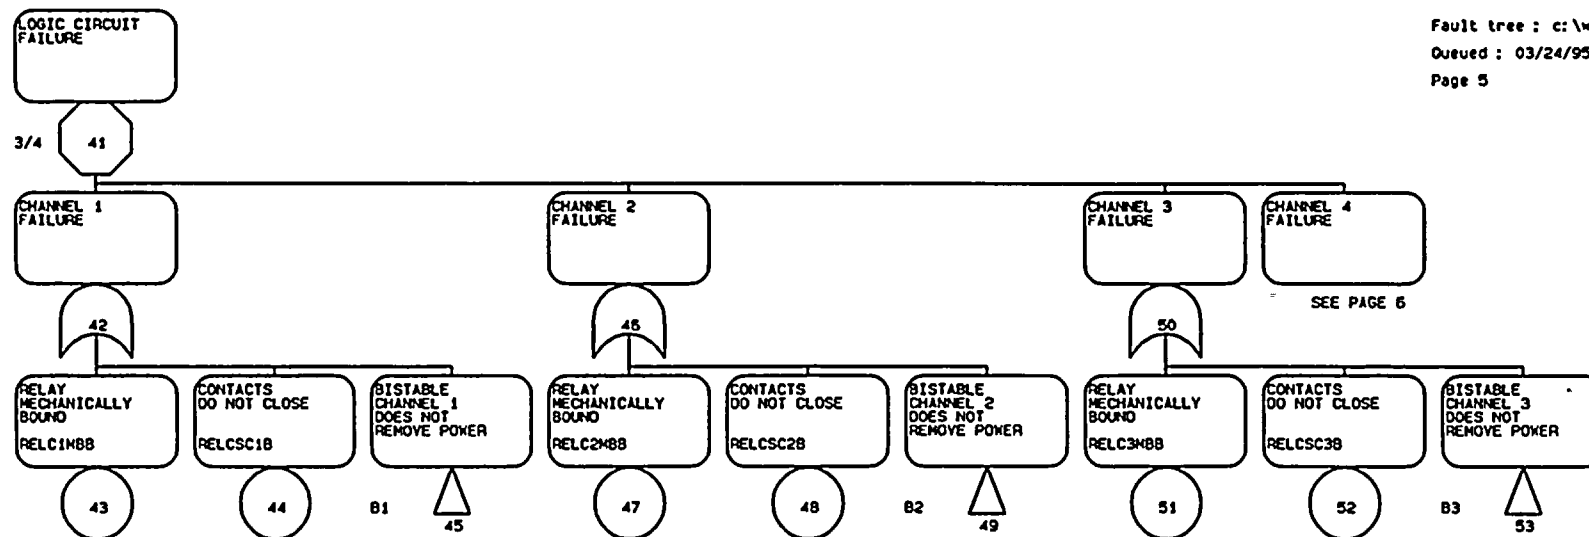 LOGIC CIRCUIT
FAILURE
Fault tree : c:\w
Queued : 03/24/95
Page 5
3/4
41
CHANNEL 1
FAILURE
CHANNEL 2
FAILURE
CHANNEL 3
FAILURE
CHANNEL 4
FAILURE
SEE PAGE 6
42
46
50
RELAY
MECHANICALLY
BOUND
RELC1MBB
CONTACTS
DO NOT CLOSE
RELCSC1B
BISTABLE
CHANNEL 1
DOES NOT
REMOVE POWER
RELAY
MECHANICALLY
BOUND
RELC2MBB
CONTACTS
DO NOT CLOSE
RELCSC2B
BISTABLE
CHANNEL 2
DOES NOT
REMOVE POWER
RELAY
MECHANICALLY
BOUND
RELC3MBB
CONTACTS
DO NOT CLOSE
RELCSC3B
BISTABLE
CHANNEL 3
DOES NOT
REMOVE POWER
43
44
B1
45
47
48
B2
49
51
52
B3
53